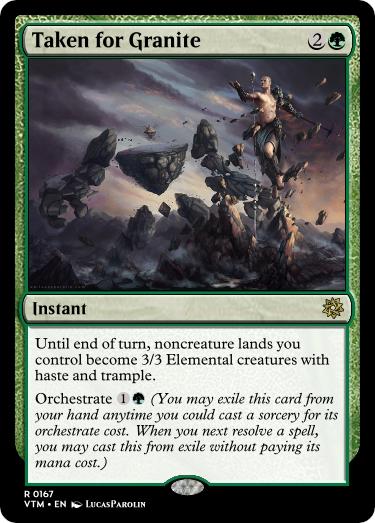 Taken for Granite 2
Instant
Until end of turn, noncreature lands you
control become 3/3 Elemental creatures with
haste and trample.
Orchestrate 1 (You may exile this card from
your hand anytime you could cast a sorcery for its
orchestrate cost. When you next resolve a spell,
you may cast this from exile without paying its
mana cost.)
R 0167
VTM • EN LucasParolin